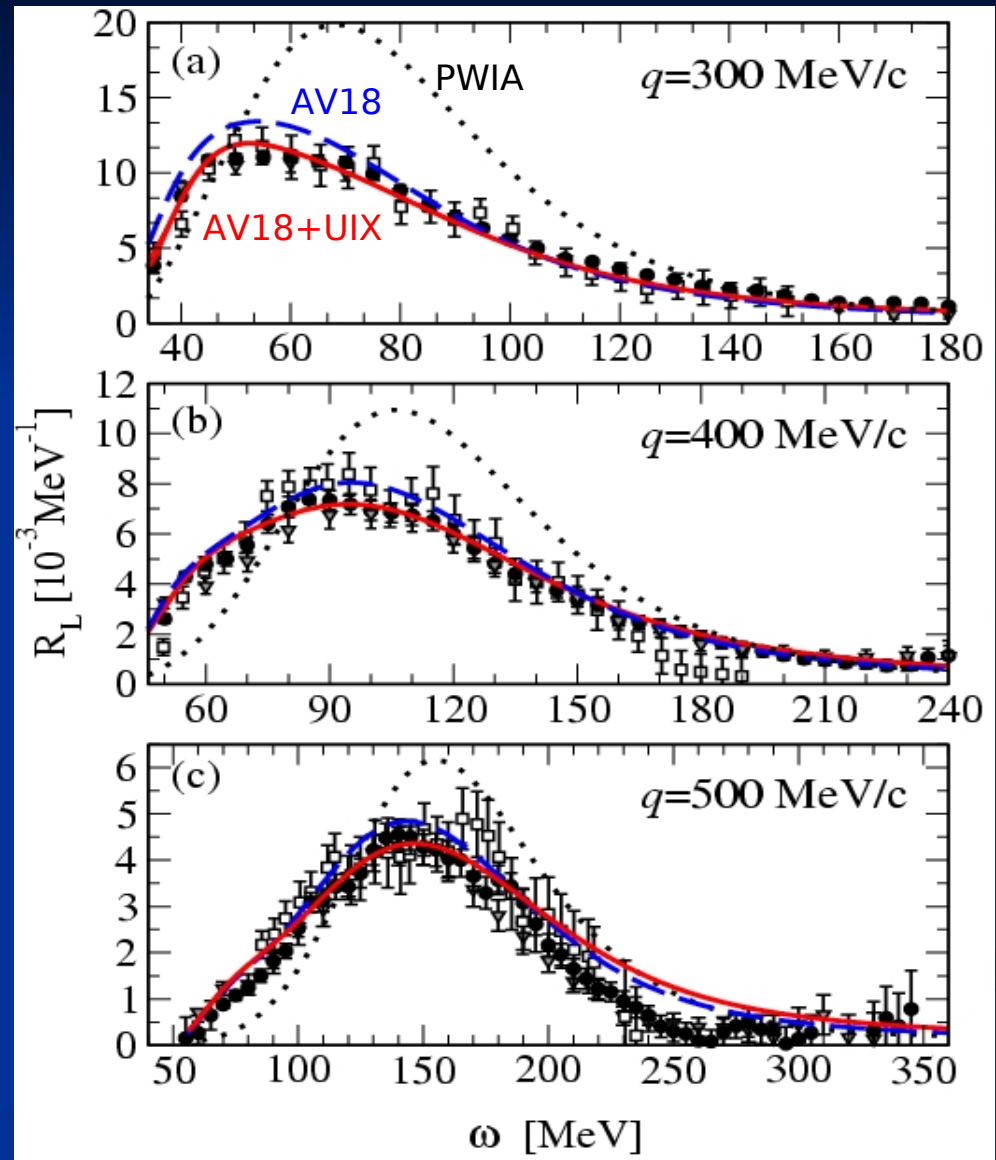 R_L [10^-3 MeV^-1]
20
15
10
5
0
(a)
AV18
PWIA
q=300 MeV/c
AV18+UIX
40 60 80 100 120 140 160 180
12
10
8
6
4
2
0
(b)
q=400 MeV/c
60 90 120 150 180 210 240
6
5
4
3
2
1
0
(c)
q=500 MeV/c
50 100 150 200 250 300 350
ω [MeV]